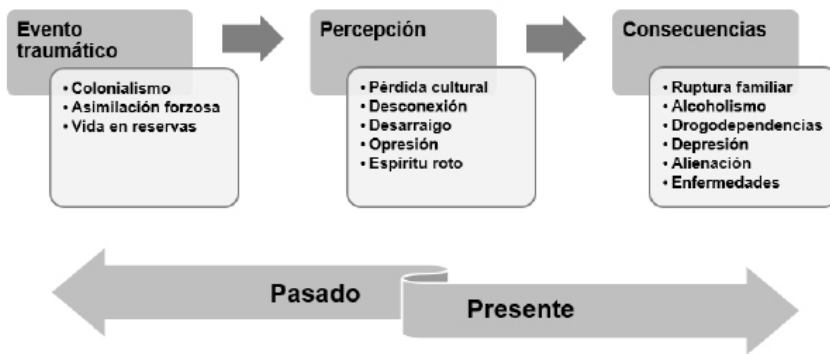 Evento
traumático
• Colonialismo
• Asimilación forzosa
• Vida en reservas
Percepción
• Pérdida cultural
• Desconexión
• Desarraigo
• Opresión
• Espíritu roto
Consecuencias
• Ruptura familiar
• Alcoholismo
• Drogodependencias
• Depresión
• Alienación
• Enfermedades
Pasado
Presente